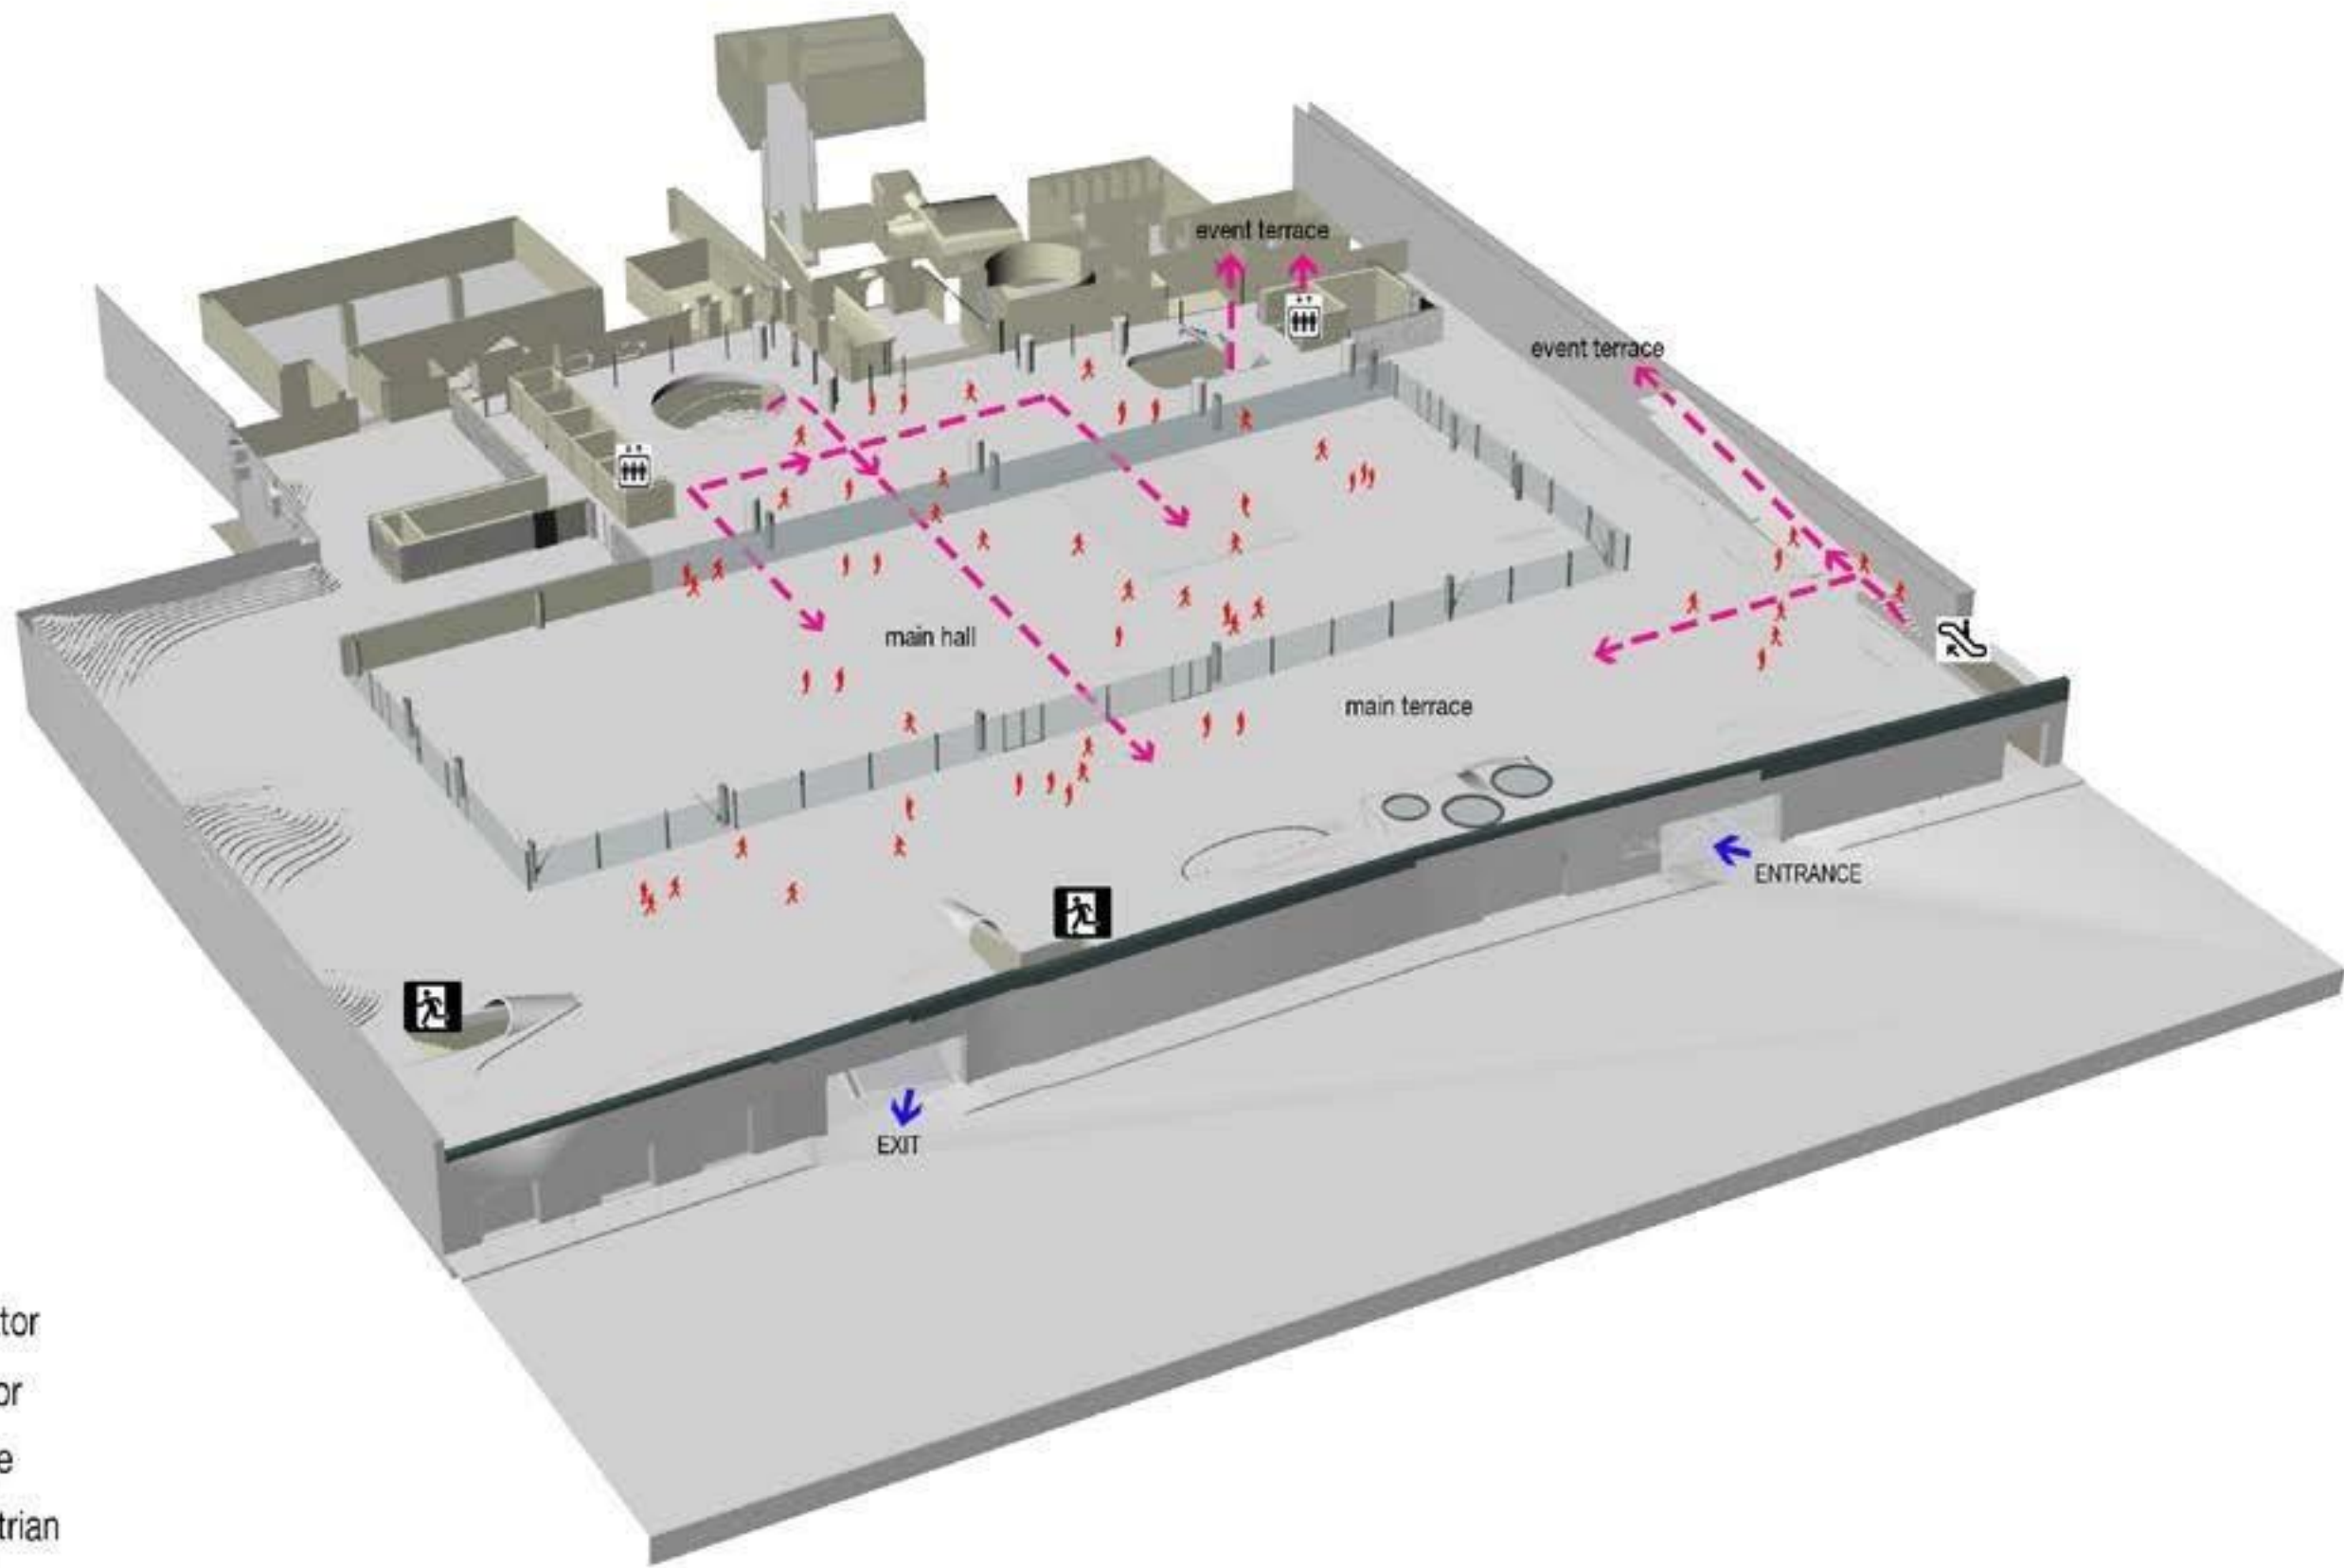 event terrace
event terrace
main hall
main terrace
ENTRANCE
EXIT
tor
or
e
trian